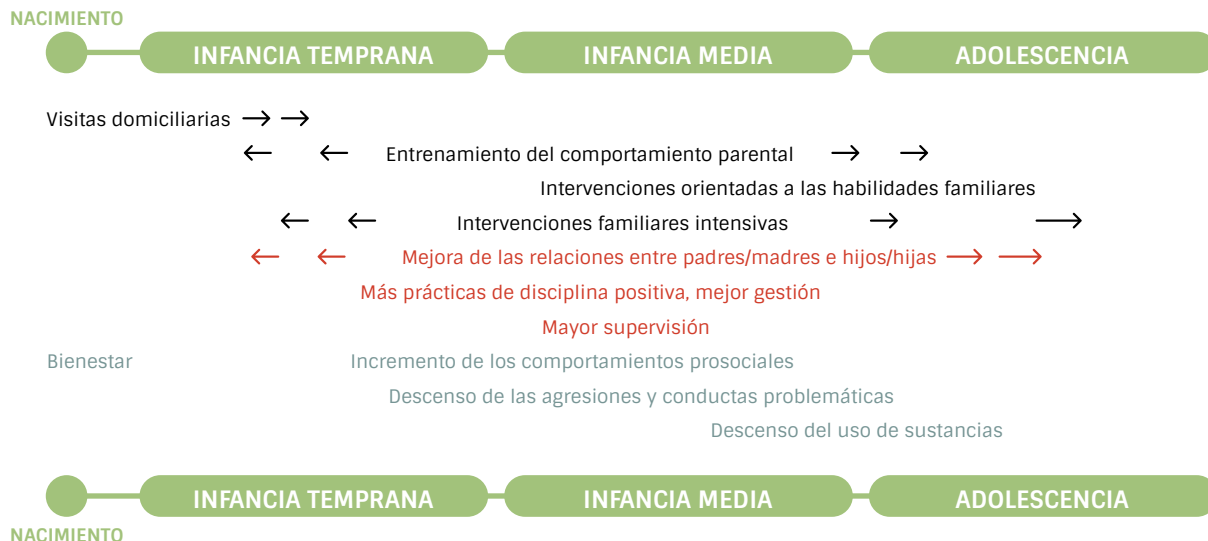 NACIMIENTO
INFANCIA TEMPRANA INFANCIA MEDIA ADOLESCENCIA
Visitas domiciliarias → →
← ← Entrenamiento del comportamiento parental → →
Intervenciones orientadas a las habilidades familiares
← ← Intervenciones familiares intensivas → →
← ← Mejora de las relaciones entre padres/madres e hijos/hijas → →
Más prácticas de disciplina positiva, mejor gestión
Mayor supervisión
Bienestar Incremento de los comportamientos prosociales
Descenso de las agresiones y conductas problemáticas
Descenso del uso de sustancias
INFANCIA TEMPRANA INFANCIA MEDIA ADOLESCENCIA
NACIMIENTO